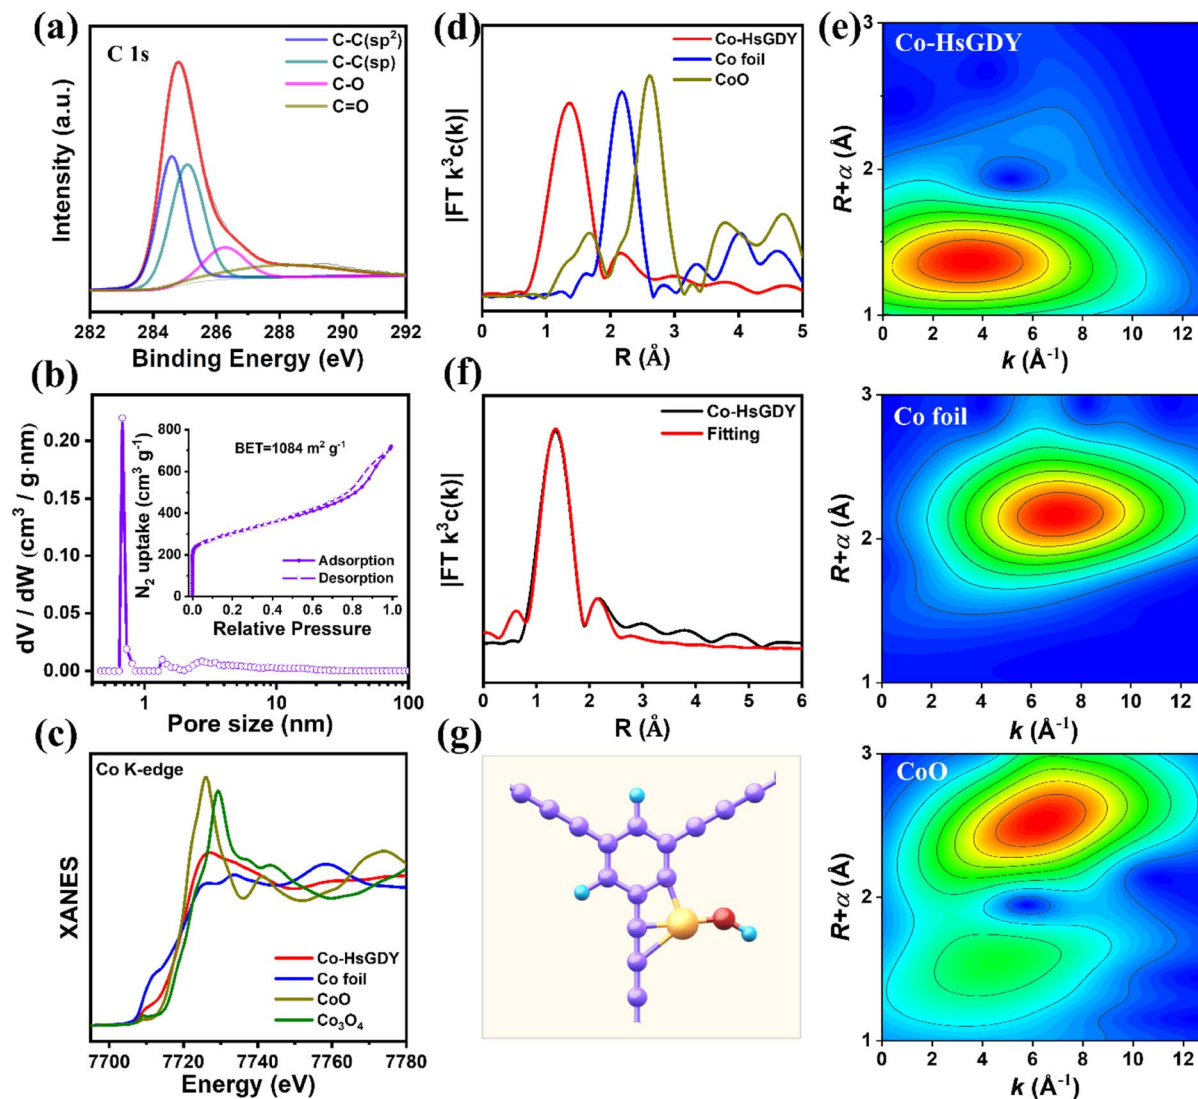 (a)
C 1s
C-C(sp²)
C-C(sp)
C-O
C=O
Intensity (a.u.)
282 284 286 288 290 292
Binding Energy (eV)
(d)
Co-HsGDY
Co foil
CoO
|FT k³c(k)|
0 1 2 3 4 5
R (Å)
(e)
Co-HsGDY
3
2
1
R+α (Å)
0 2 4 6 8 10 12
k (Å⁻¹)
(b)
0.20
0.15
0.10
0.05
0.00
dV / dW (cm³ / g·nm)
800
600
400
200
0
N₂ uptake (cm³ g⁻¹)
BET=1084 m² g⁻¹
Adsorption
Desorption
0.0 0.2 0.4 0.6 0.8 1.0
Relative Pressure
1 10 100
Pore size (nm)
(f)
Co-HsGDY
Fitting
|FT k³c(k)|
0 1 2 3 4 5 6
R (Å)
Co foil
3
2
1
R+α (Å)
0 2 4 6 8 10 12
k (Å⁻¹)
(c)
Co K-edge
XANES
Co-HsGDY
Co foil
CoO
Co₃O₄
7700 7720 7740 7760 7780
Energy (eV)
(g)
CoO
3
2
1
R+α (Å)
0 2 4 6 8 10 12
k (Å⁻¹)